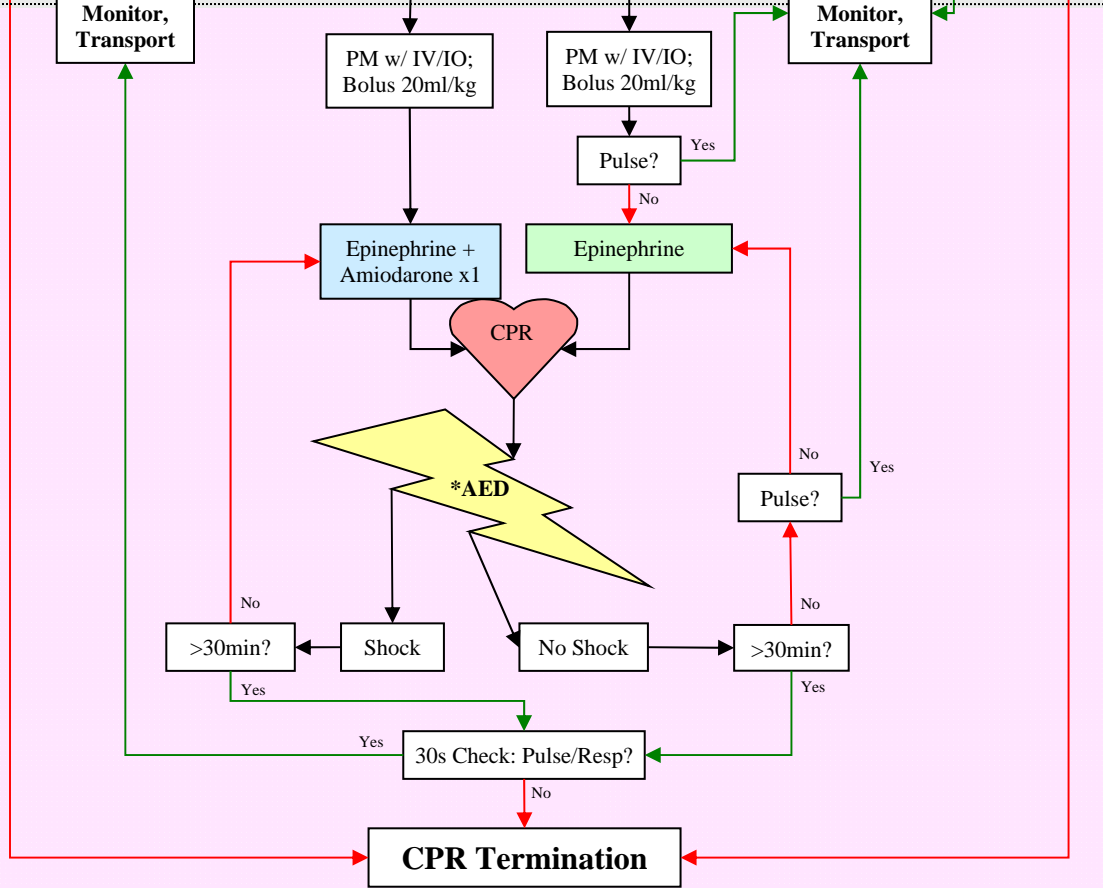 Monitor,
Transport
Monitor,
Transport
PM w/ IV/IO;
Bolus 20ml/kg
PM w/ IV/IO;
Bolus 20ml/kg
Yes
Pulse?
No
Epinephrine +
Amiodarone x1
Epinephrine
CPR
*AED
No
Yes
Pulse?
No
No
>30min?
Shock
No Shock
>30min?
Yes
Yes
Yes
30s Check: Pulse/Resp?
No
CPR Termination